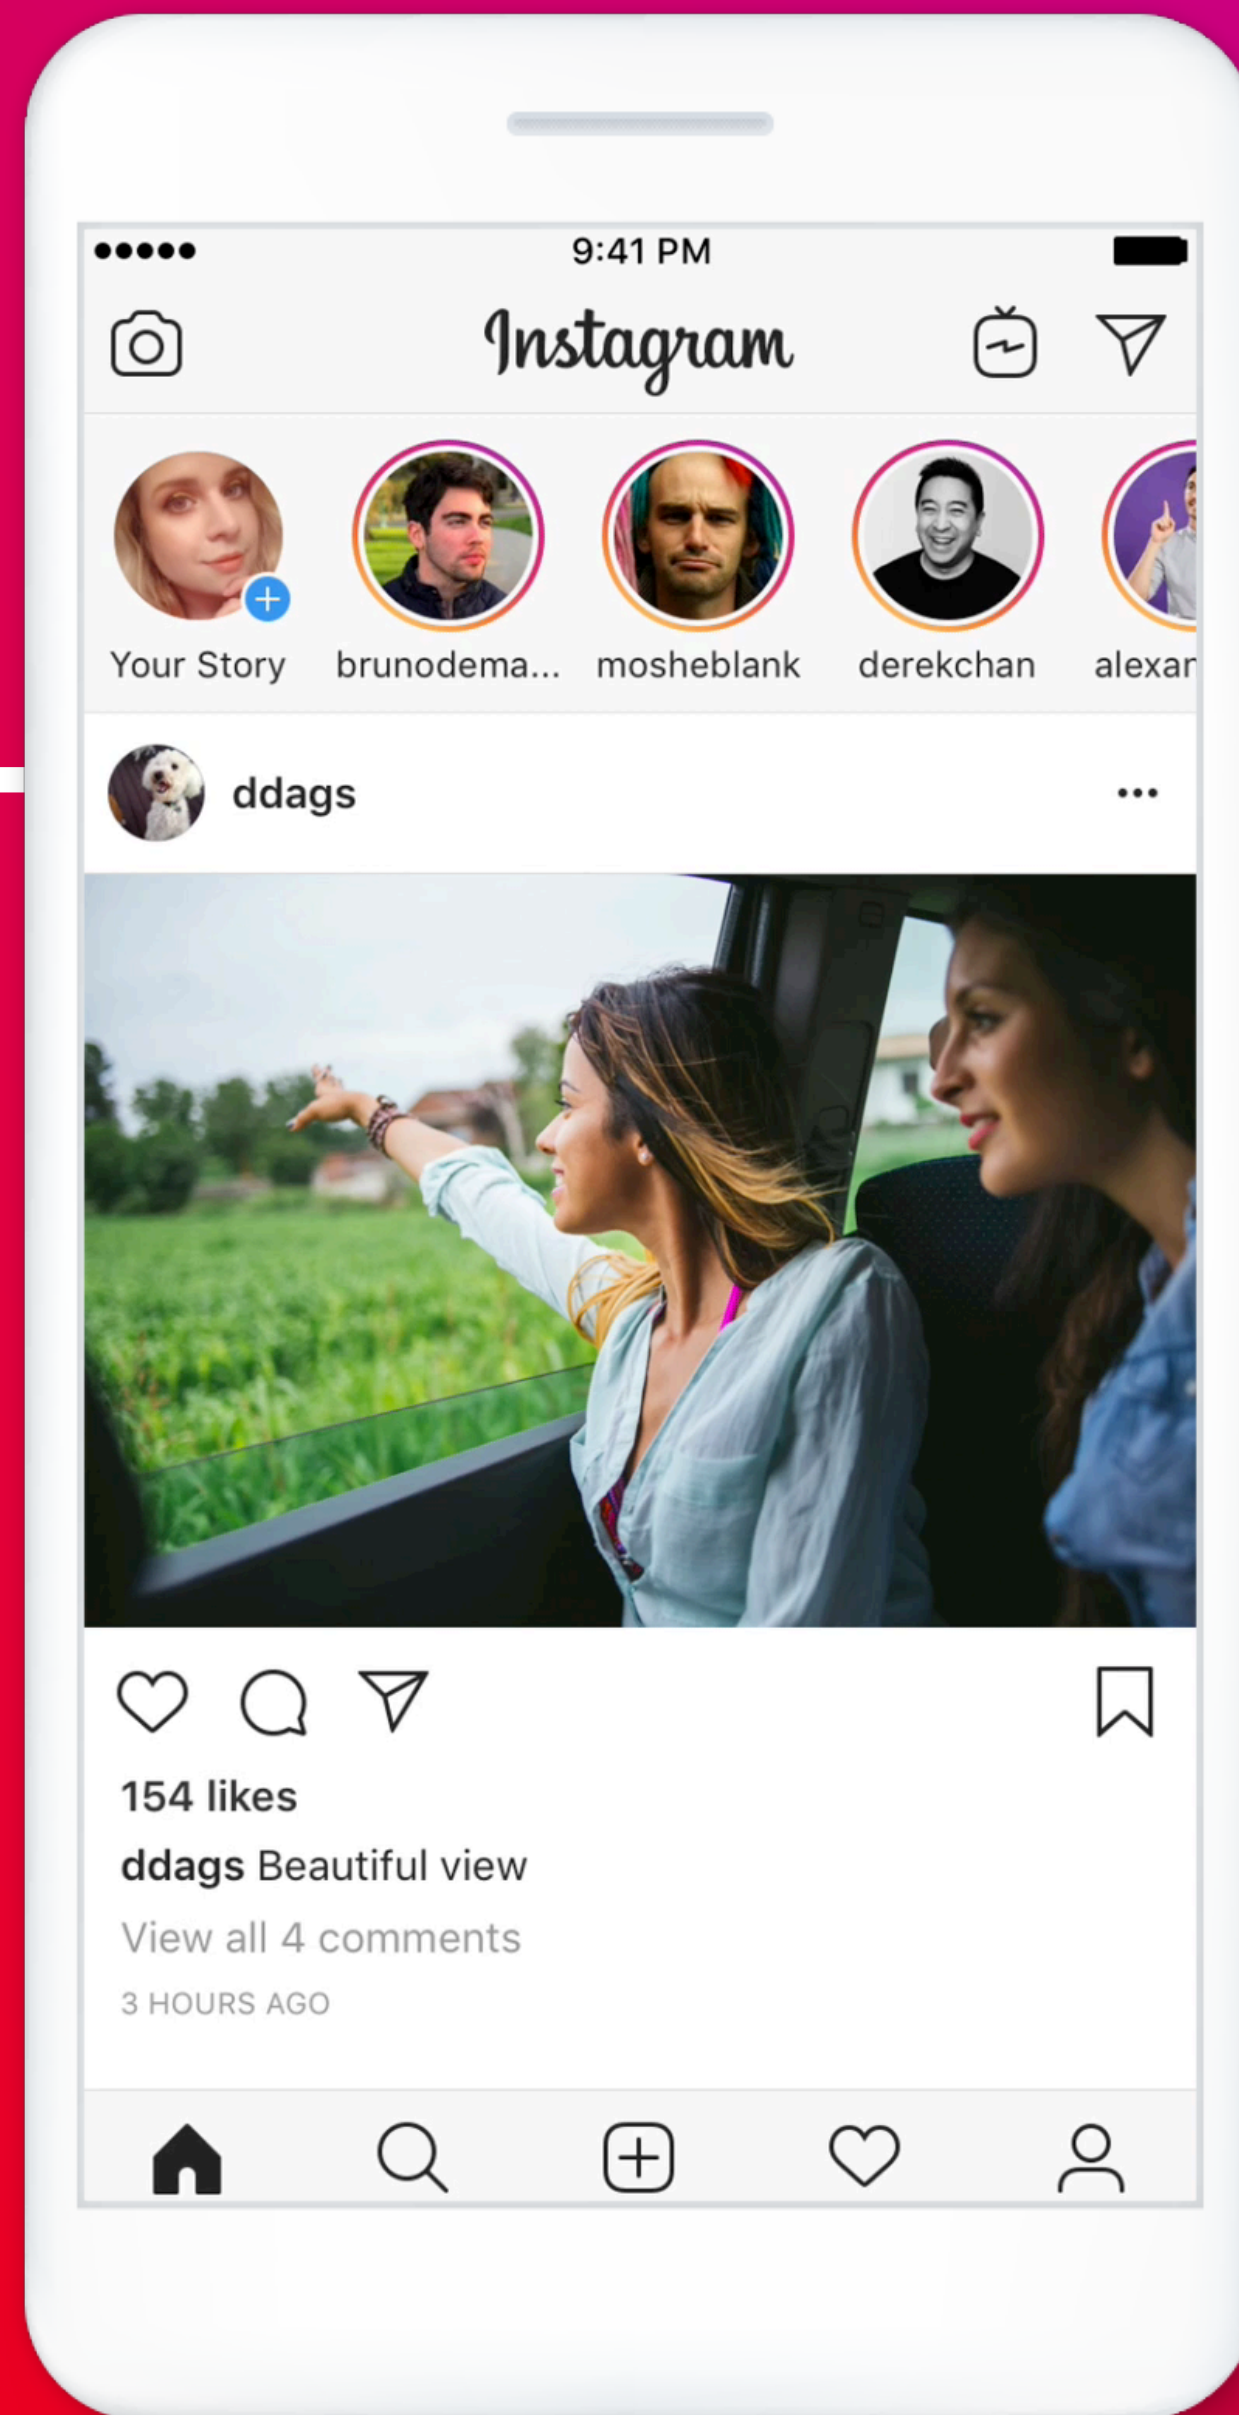 9:41 PM
Instagram
Your Story brunodema... mosheblank derekchan alexan
ddags
154 likes
ddags Beautiful view
View all 4 comments
3 HOURS AGO